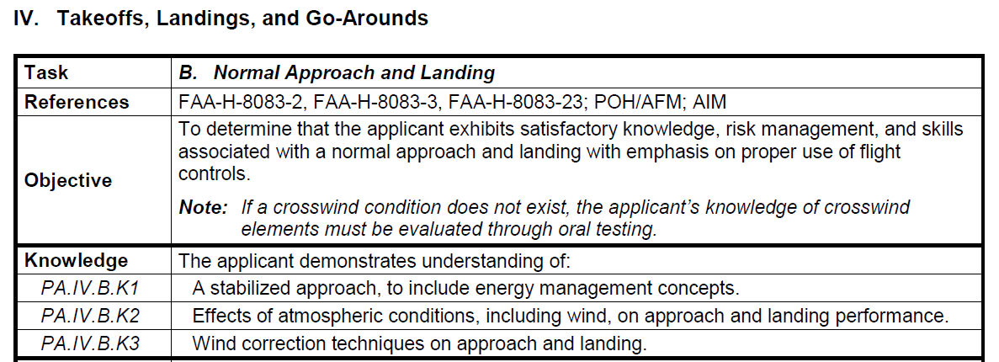 IV. Takeoffs, Landings, and Go-Arounds
Task
B. Normal Approach and Landing
References
FAA-H-8083-2, FAA-H-8083-3, FAA-H-8083-23; POH/AFM; AIM
Objective
To determine that the applicant exhibits satisfactory knowledge, risk management, and skills
associated with a normal approach and landing with emphasis on proper use of flight
controls.
Note: If a crosswind condition does not exist, the applicant's knowledge of crosswind
elements must be evaluated through oral testing.
Knowledge
The applicant demonstrates understanding of:
PA.IV.B.K1
A stabilized approach, to include energy management concepts.
PA.IV.B.K2
Effects of atmospheric conditions, including wind, on approach and landing performance.
PA.IV.B.K3
Wind correction techniques on approach and landing.